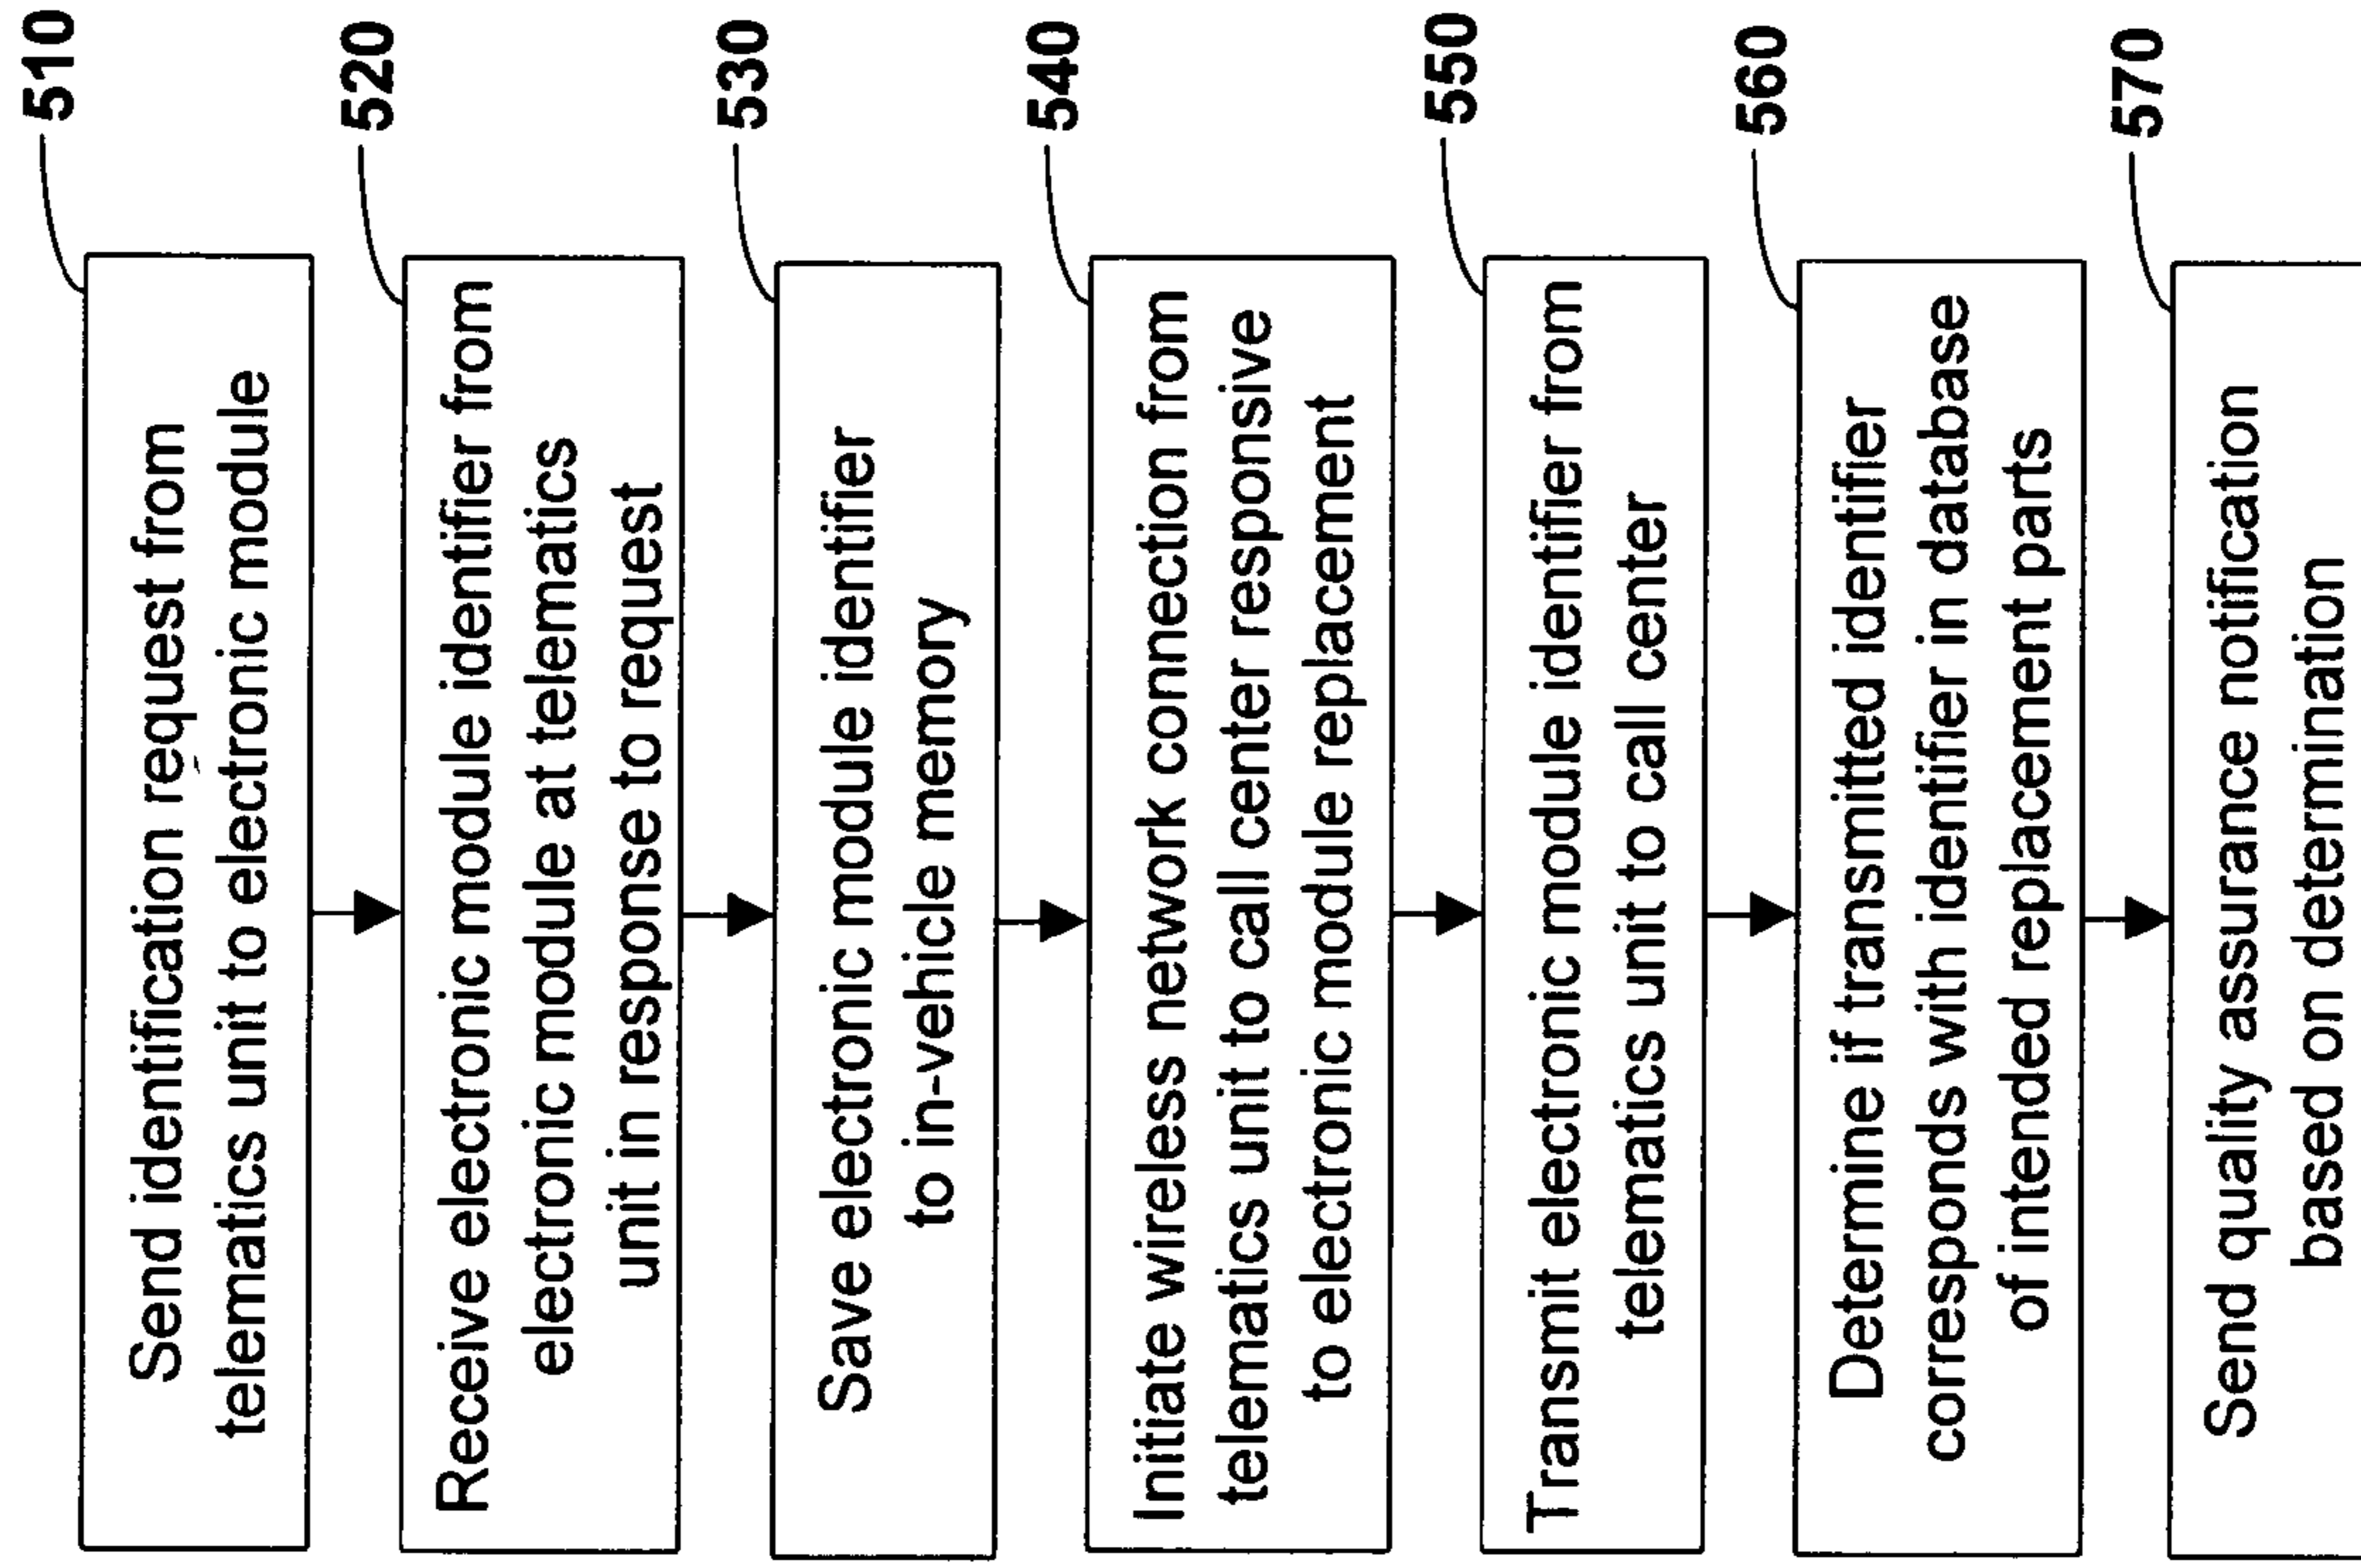 510
Send identification request from
telematics unit to electronic module
520
Receive electronic module identifier from
electronic module at telematics
unit in response to request
530
Save electronic module identifier
to in-vehicle memory
540
Initiate wireless network connection from
telematics unit to call center responsive
to electronic module replacement
550
Transmit electronic module identifier from
telematics unit to call center
560
Determine if transmitted identifier
corresponds with identifier in database
of intended replacement parts
570
Send quality assurance notification
based on determination